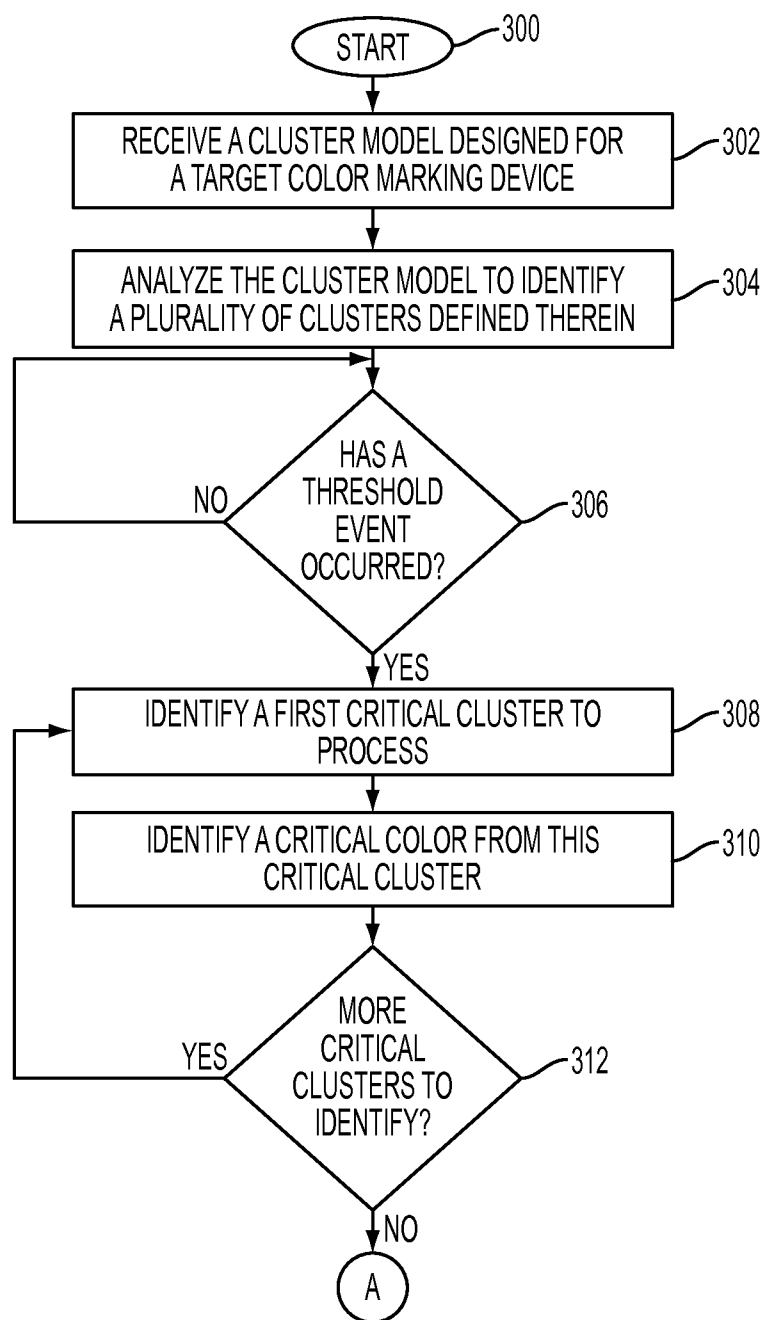 START
300
RECEIVE A CLUSTER MODEL DESIGNED FOR
A TARGET COLOR MARKING DEVICE
302
ANALYZE THE CLUSTER MODEL TO IDENTIFY
A PLURALITY OF CLUSTERS DEFINED THEREIN
304
HAS A
THRESHOLD
EVENT
OCCURRED?
NO
306
YES
IDENTIFY A FIRST CRITICAL CLUSTER TO
PROCESS
308
IDENTIFY A CRITICAL COLOR FROM THIS
CRITICAL CLUSTER
310
MORE
CRITICAL
CLUSTERS TO
IDENTIFY?
YES
312
NO
A